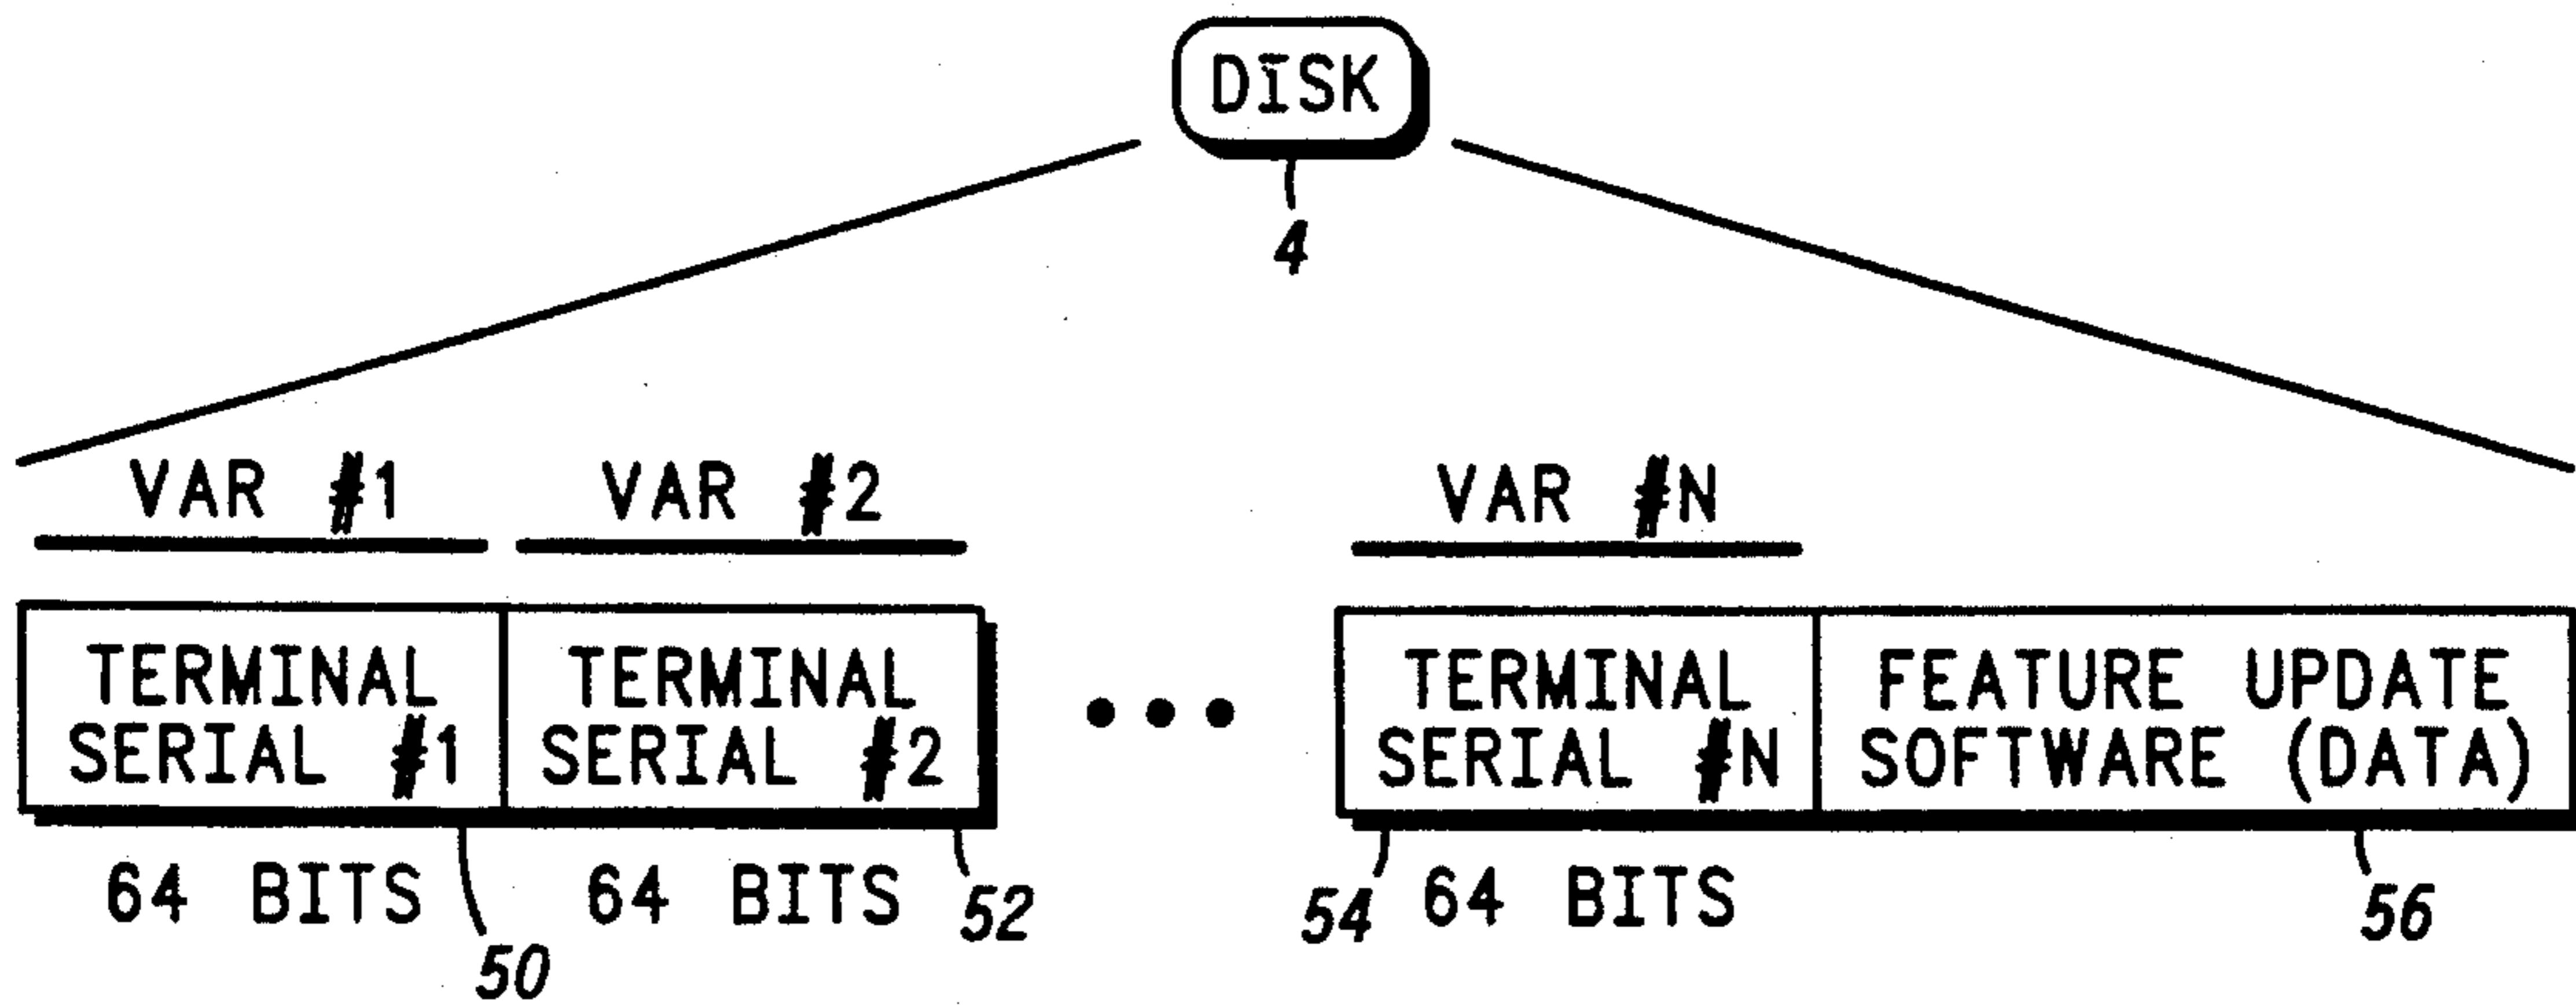 DISK
4
VAR #1 VAR #2 VAR #N
TERMINAL SERIAL #1
TERMINAL SERIAL #2
• • •
TERMINAL SERIAL #N
FEATURE UPDATE SOFTWARE (DATA)
64 BITS 64 BITS 52 54 64 BITS 56
50